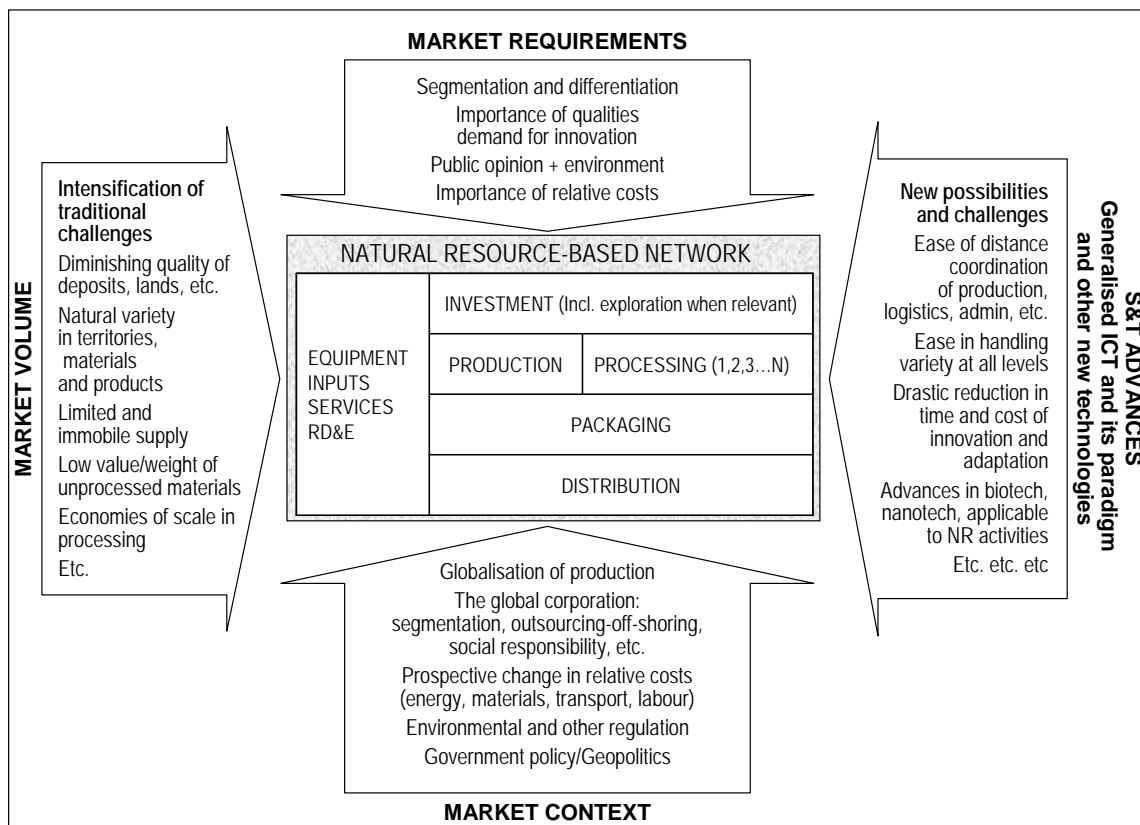 MARKET REQUIREMENTS
Segmentation and differentiation
Importance of qualities
demand for innovation
Public opinion + environment
Importance of relative costs
MARKET VOLUME
Intensification of
traditional
challenges
Diminishing quality of
deposits, lands, etc.
Natural variety
in territories,
materials
and products
Limited and
immobile supply
Low value/weight of
unprocessed materials
Economies of scale in
processing
Etc.
NATURAL RESOURCE-BASED NETWORK
EQUIPMENT
INPUTS
SERVICES
RD&E
INVESTMENT (Incl. exploration when relevant)
PRODUCTION
PROCESSING (1,2,3...N)
PACKAGING
DISTRIBUTION
New possibilities
and challenges
Ease of distance
coordination
of production,
logistics, admin, etc.
Ease in handling
variety at all levels
Drastic reduction in
time and cost of
innovation and
adaptation
Advances in biotech,
nanotech, applicable
to NR activities
Etc. etc. etc
S&T ADVANCES
Generalised ICT and its paradigm
and other new technologies
Globalisation of production
The global corporation:
segmentation, outsourcing-off-shoring,
social responsibility, etc.
Prospective change in relative costs
(energy, materials, transport, labour)
Environmental and other regulation
Government policy/Geopolitics
MARKET CONTEXT